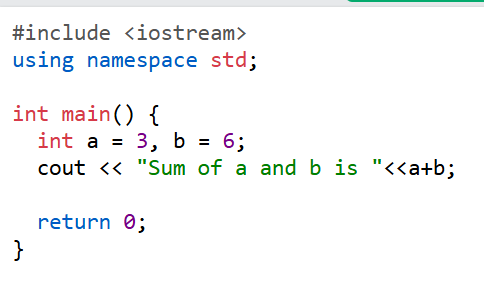 #include <iostream>
using namespace std;

int main() {
  int a = 3, b = 6;
  cout << "Sum of a and b is "<<a+b;

  return 0;
}